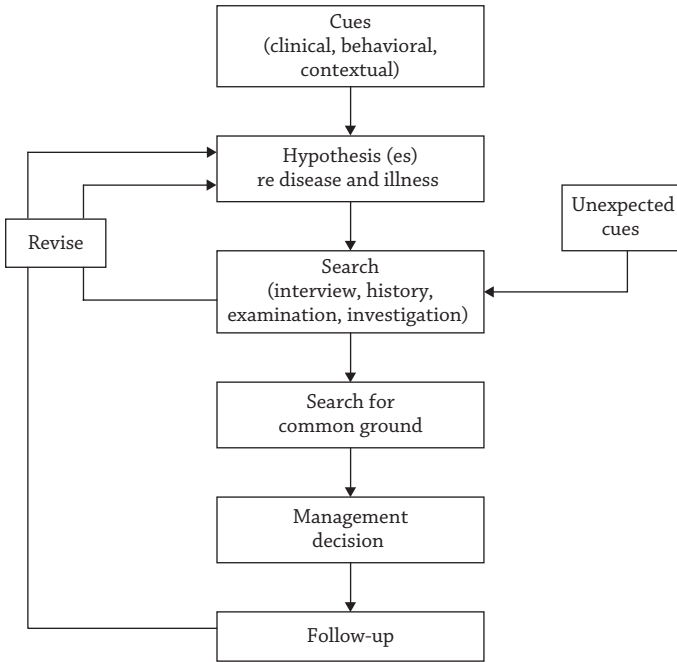 Cues
(clinical, behavioral,
contextual)
Hypothesis (es)
re disease and illness
Unexpected
cues
Revise
Search
(interview, history,
examination, investigation)
Search for
common ground
Management
decision
Follow-up